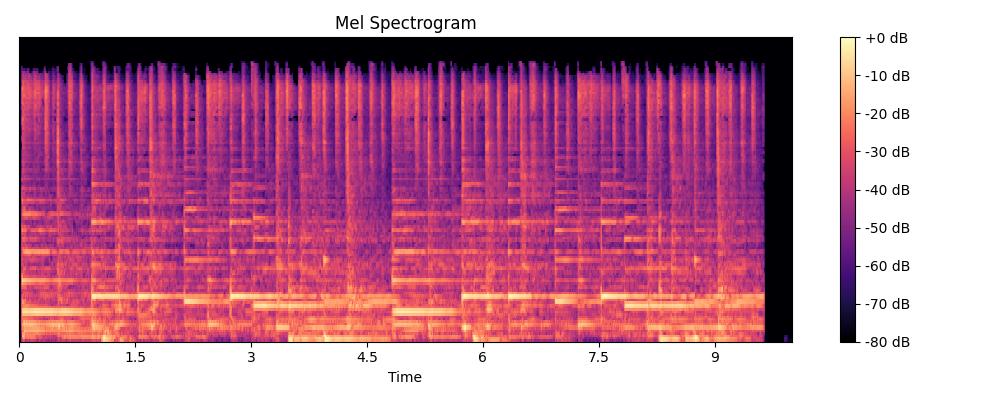 Mel Spectrogram
+0 dB
-10 dB
-20 dB
-30 dB
-40 dB
-50 dB
-60 dB
-70 dB
-80 dB
0 1.5 3 4.5 6 7.5 9
Time